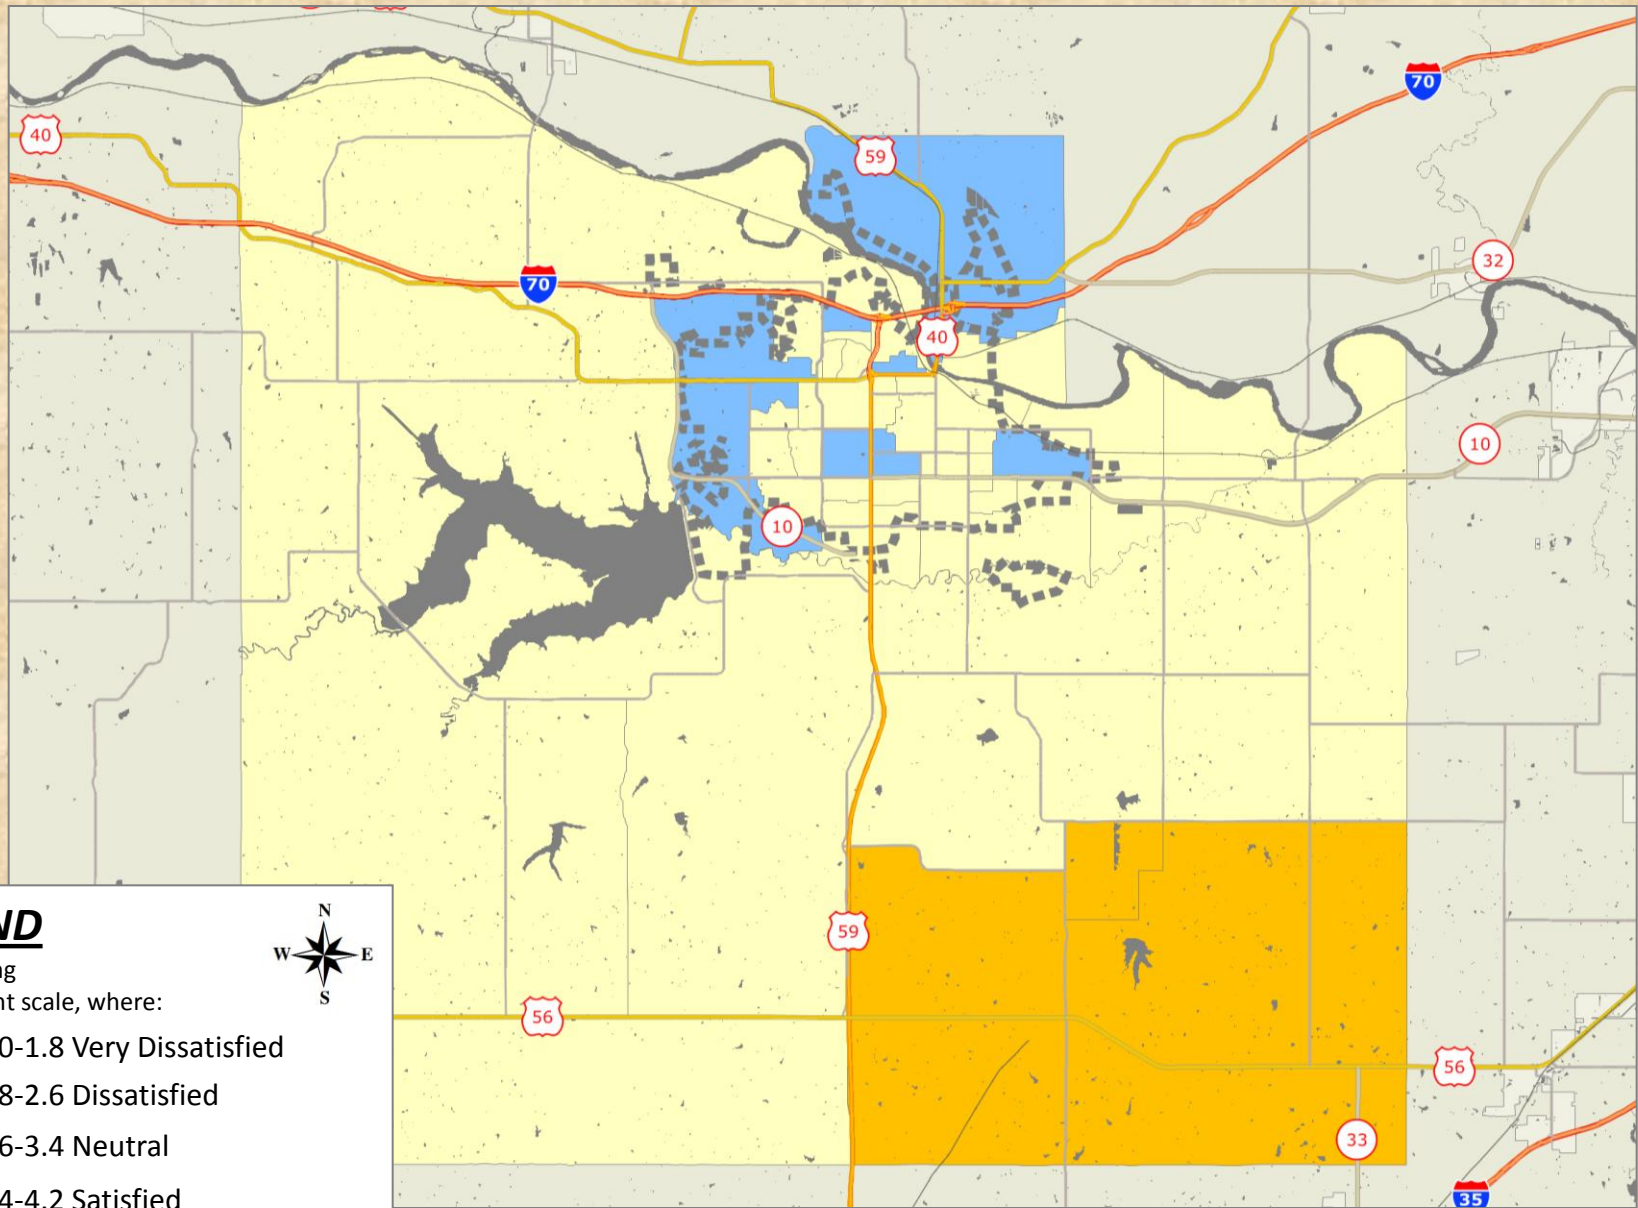 70
40
59
32
70
40
10
10
ND
N
W E
S
ng
nt scale, where:
0-1.8 Very Dissatisfied
8-2.6 Dissatisfied
6-3.4 Neutral
4-4.2 Satisfied
59
56
56
33
35